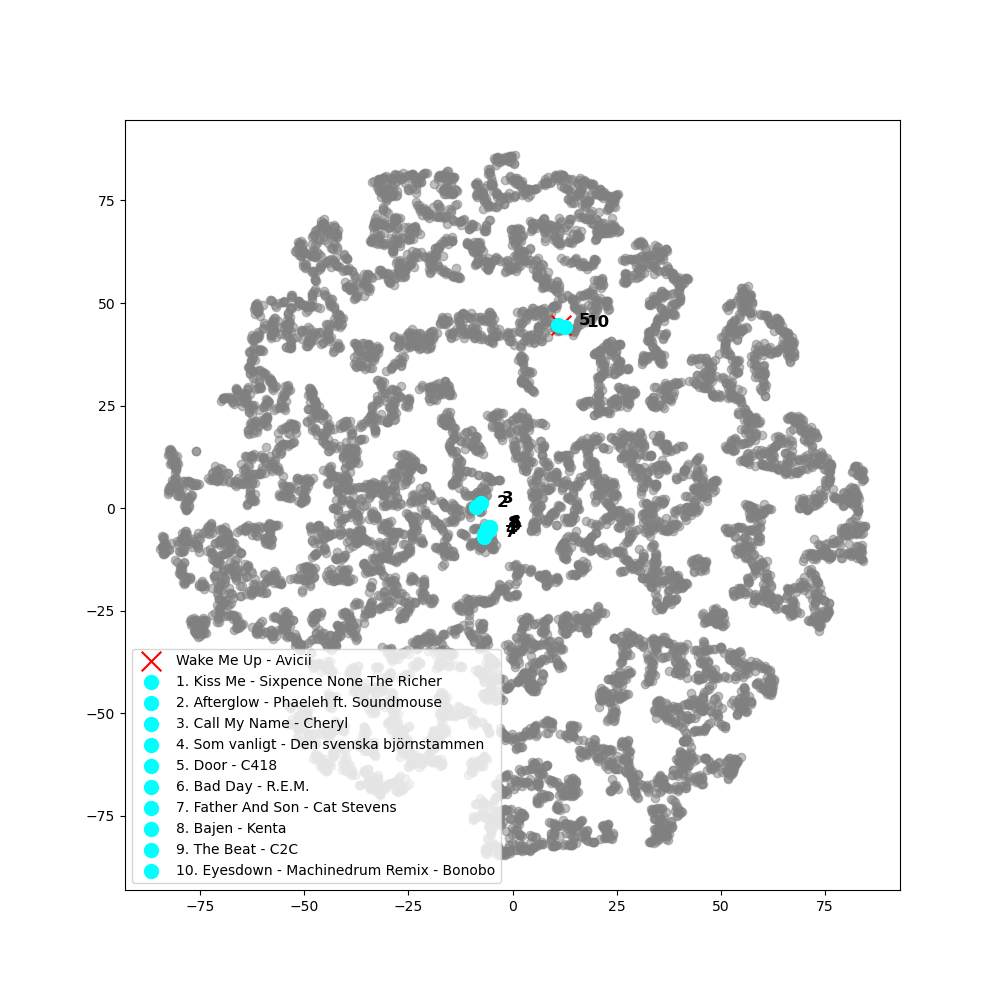 75
50
25
0
−25
−50
−75
5
10
3
2
7
Wake Me Up - Avicii
1. Kiss Me - Sixpence None The Richer
2. Afterglow - Phaeleh ft. Soundmouse
3. Call My Name - Cheryl
4. Som vanligt - Den svenska björnstammen
5. Door - C418
6. Bad Day - R.E.M.
7. Father And Son - Cat Stevens
8. Bajen - Kenta
9. The Beat - C2C
10. Eyesdown - Machinedrum Remix - Bonobo
−75 −50 −25 0 25 50 75